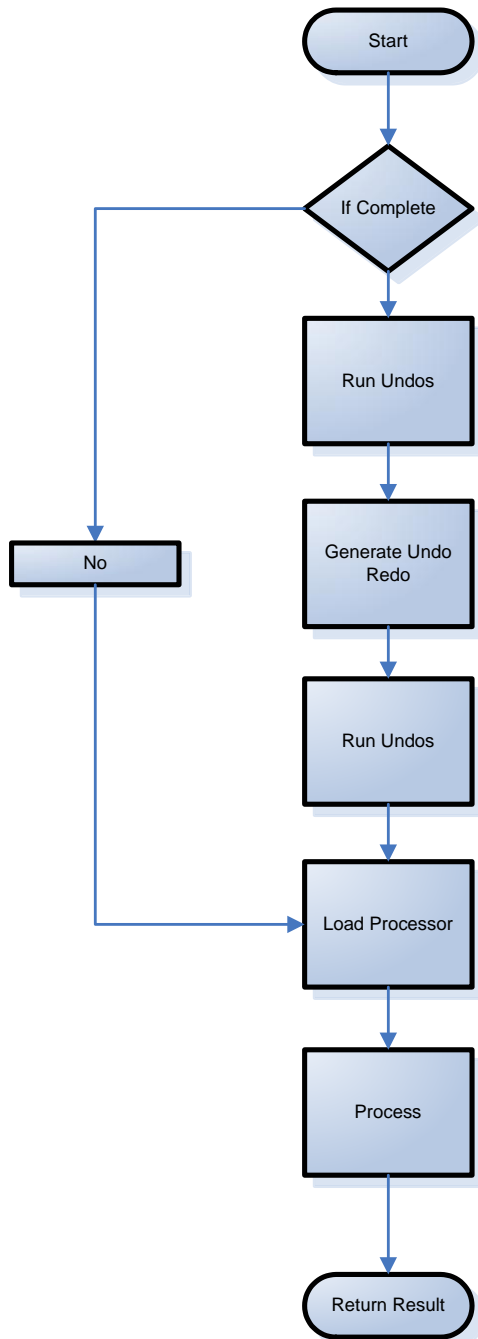 Start
If Complete
Run Undos
Generate Undo
Redo
No
Run Undos
Load Processor
Process
Return Result